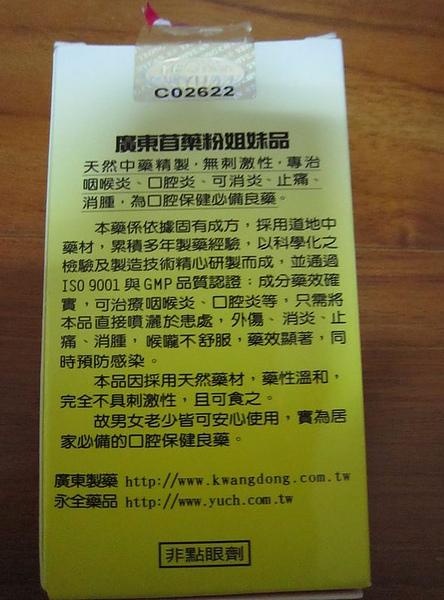 C02622
廣東苜藥粉姐妹品
天然中藥精製，無刺激性，專治
咽喉炎、口腔炎、可消炎、止痛、
消腫，為口腔保健必備良藥。
本藥係依據固有成方，採用道地中
藥材，累積多年製藥經驗，以科學化之
檢驗及製造技術精心研製而成，並通過
ISO 9001 與GMP品質認證：成分藥效確
實，可治療咽喉炎、口腔炎等，只需將
本品直接噴灑於患處，外傷、消炎、止
痛、消腫，喉嚨不舒服，藥效顯著，同
時預防感染。
本品因採用天然藥材，藥性溫和，
完全不具刺激性，且可食之。
故男女老少皆可安心使用，實為居
家必備的口腔保健良藥。
廣東製藥 http://www.kwangdong.com.tw
永全藥品 http://www.yuch.com.tw
非點眼劑